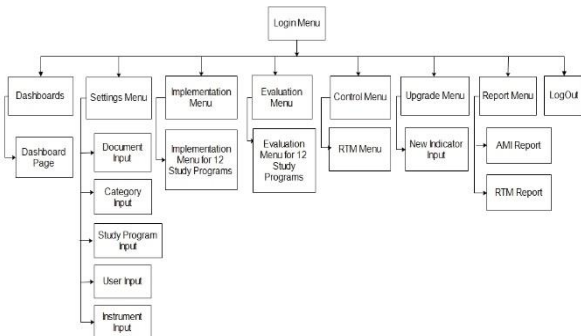 Login Menu
Dashboards
Settings Menu
Implementation
Menu
Evaluation
Menu
Control Menu
Upgrade Menu
Report Menu
LogOut
Dashboard
Page
Document
Input
Implementation
Menu for 12
Study Programs
Evaluation
Menu for 12
Study
Programs
RTM Menu
New Indicator
Input
AMI Report
Category
Input
RTM Report
Study Program
Input
User Input
Instrument
Input